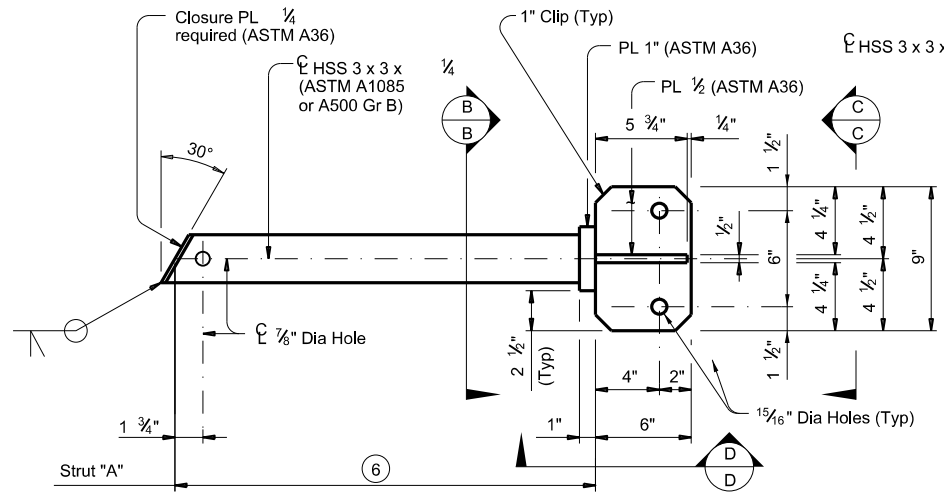 Closure PL ¼
required (ASTM A36)
℄ HSS 3 x 3 x ¼
(ASTM A1085
or A500 Gr B)
1" Clip (Typ)
PL 1" (ASTM A36)
PL ½ (ASTM A36)
℄ HSS 3 x 3 x
B
B
C
C
5 ¾"
¼"
1 ½"
30°
½"
4 ¼"
4 ½"
6"
9"
4 ¼"
4 ½"
1 ½"
℄ ⅞" Dia Hole
2 ½"
(Typ)
4"
2"
15/16" Dia Holes (Typ)
1 ¾"
1"
6"
D
D
Strut "A"
6